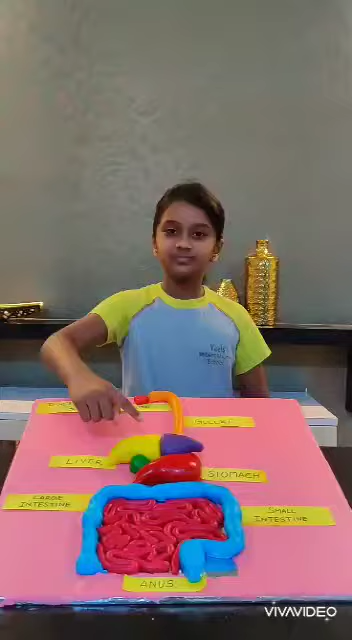 LIVER
STOMACH
LARGE
INTESTINE
SMALL
INTESTINE
ANUS
VIVAVIDEO